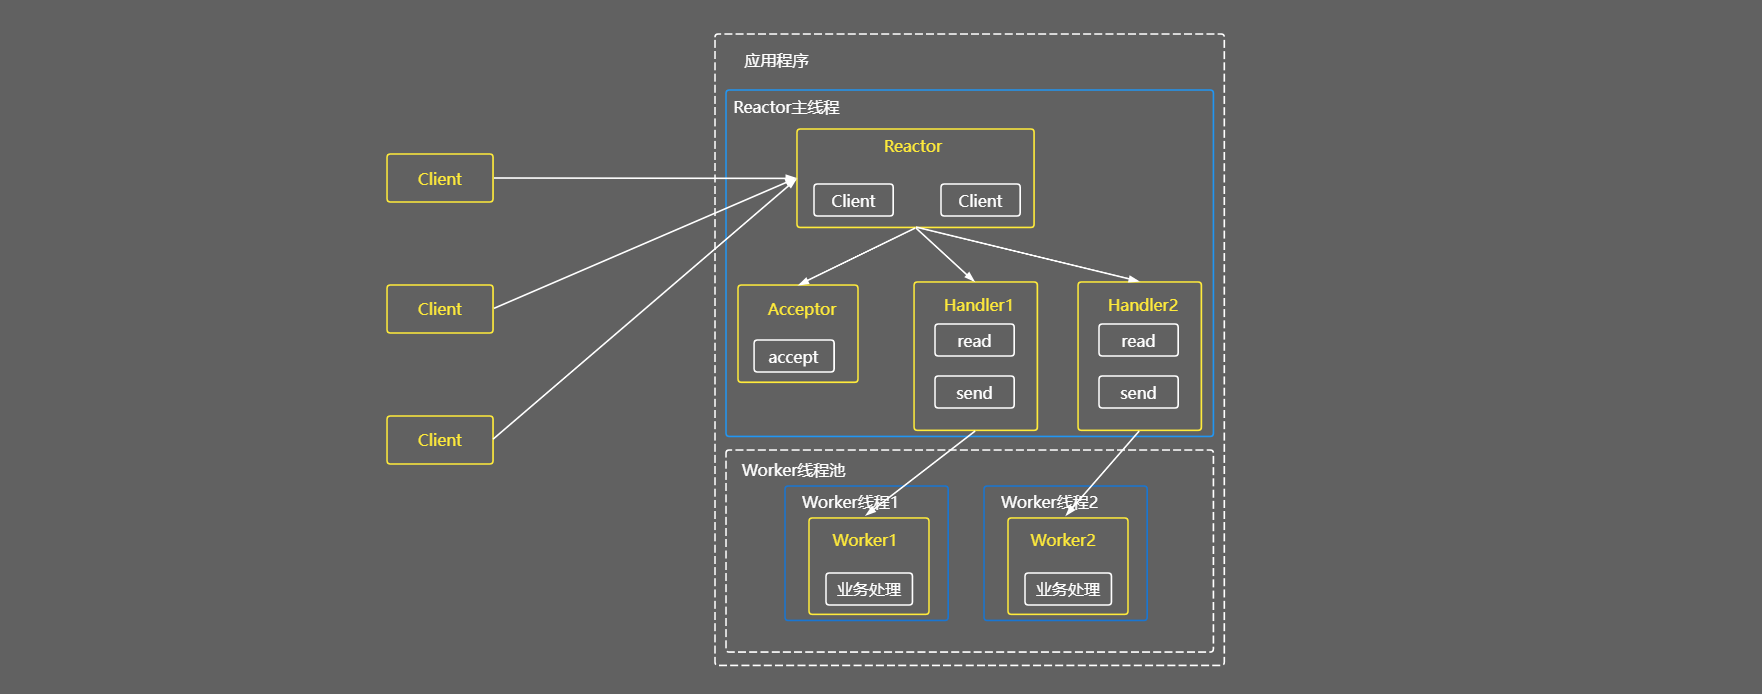 应用程序
Reactor主线程
Reactor
Client
Client
Client
Client
Client
Acceptor
accept
Handler1
read
send
Handler2
read
send
Worker线程池
Worker线程1
Worker1
业务处理
Worker线程2
Worker2
业务处理